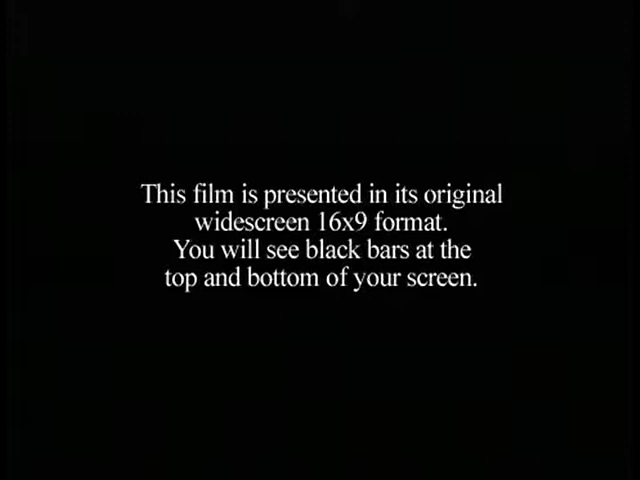 This film is presented in its original
widescreen 16x9 format.
You will see black bars at the
top and bottom of your screen.